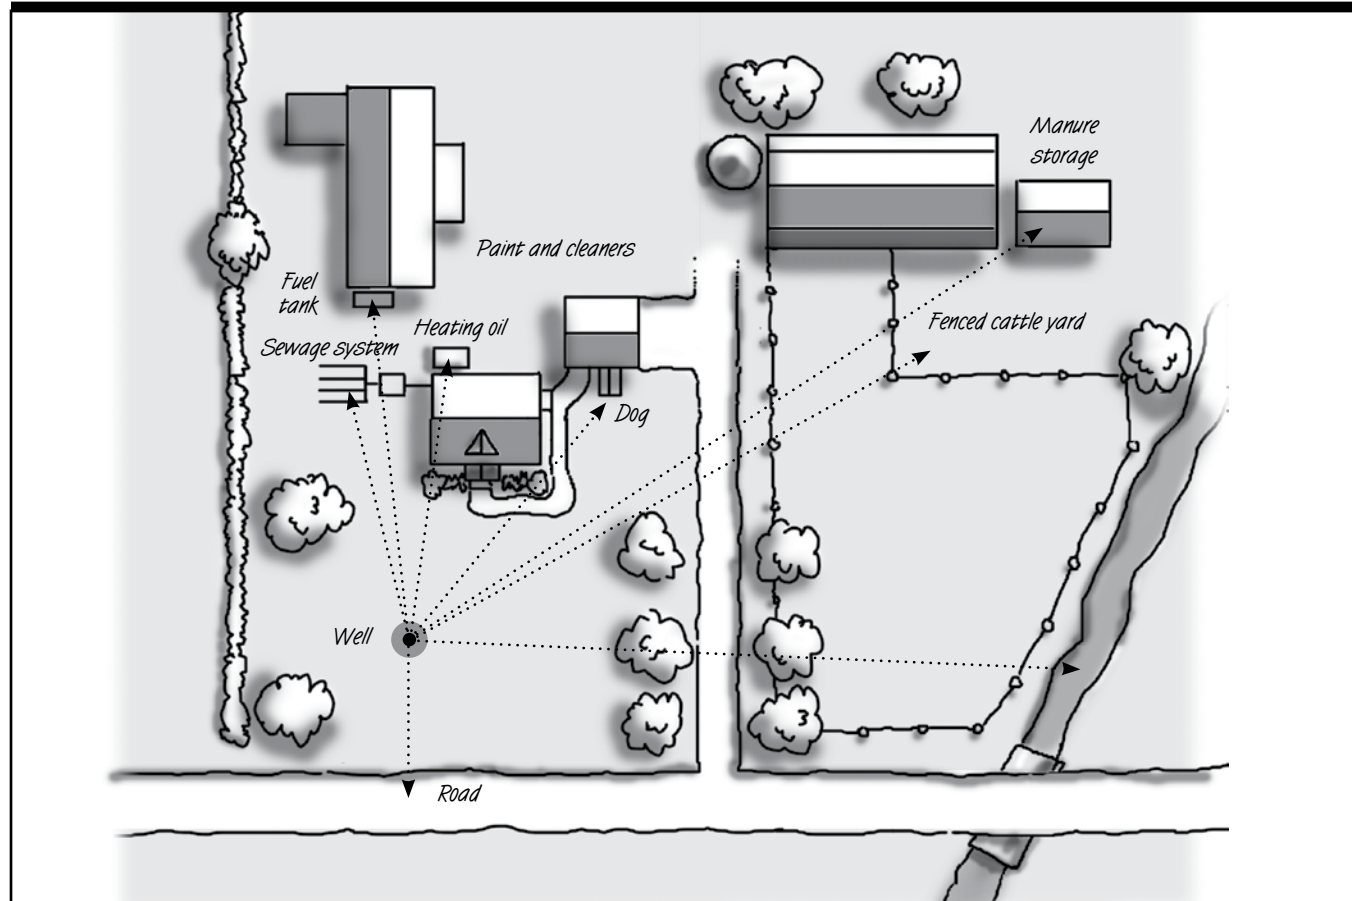 Manure
storage
Paint and cleaners
Fuel
tank
Heating oil
Fenced cattle yard
Sewage system
Dog
Well
Road